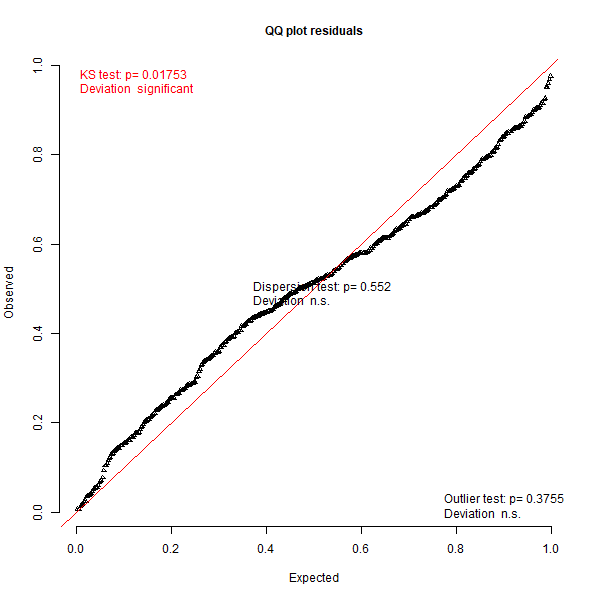 QQ plot residuals
KS test: p= 0.01753
Deviation significant
Dispersion test: p= 0.552
Deviation n.s.
Outlier test: p= 0.3755
Deviation n.s.
Observed
0.0
0.2
0.4
0.6
0.8
1.0
0.0 0.2 0.4 0.6 0.8 1.0
Expected